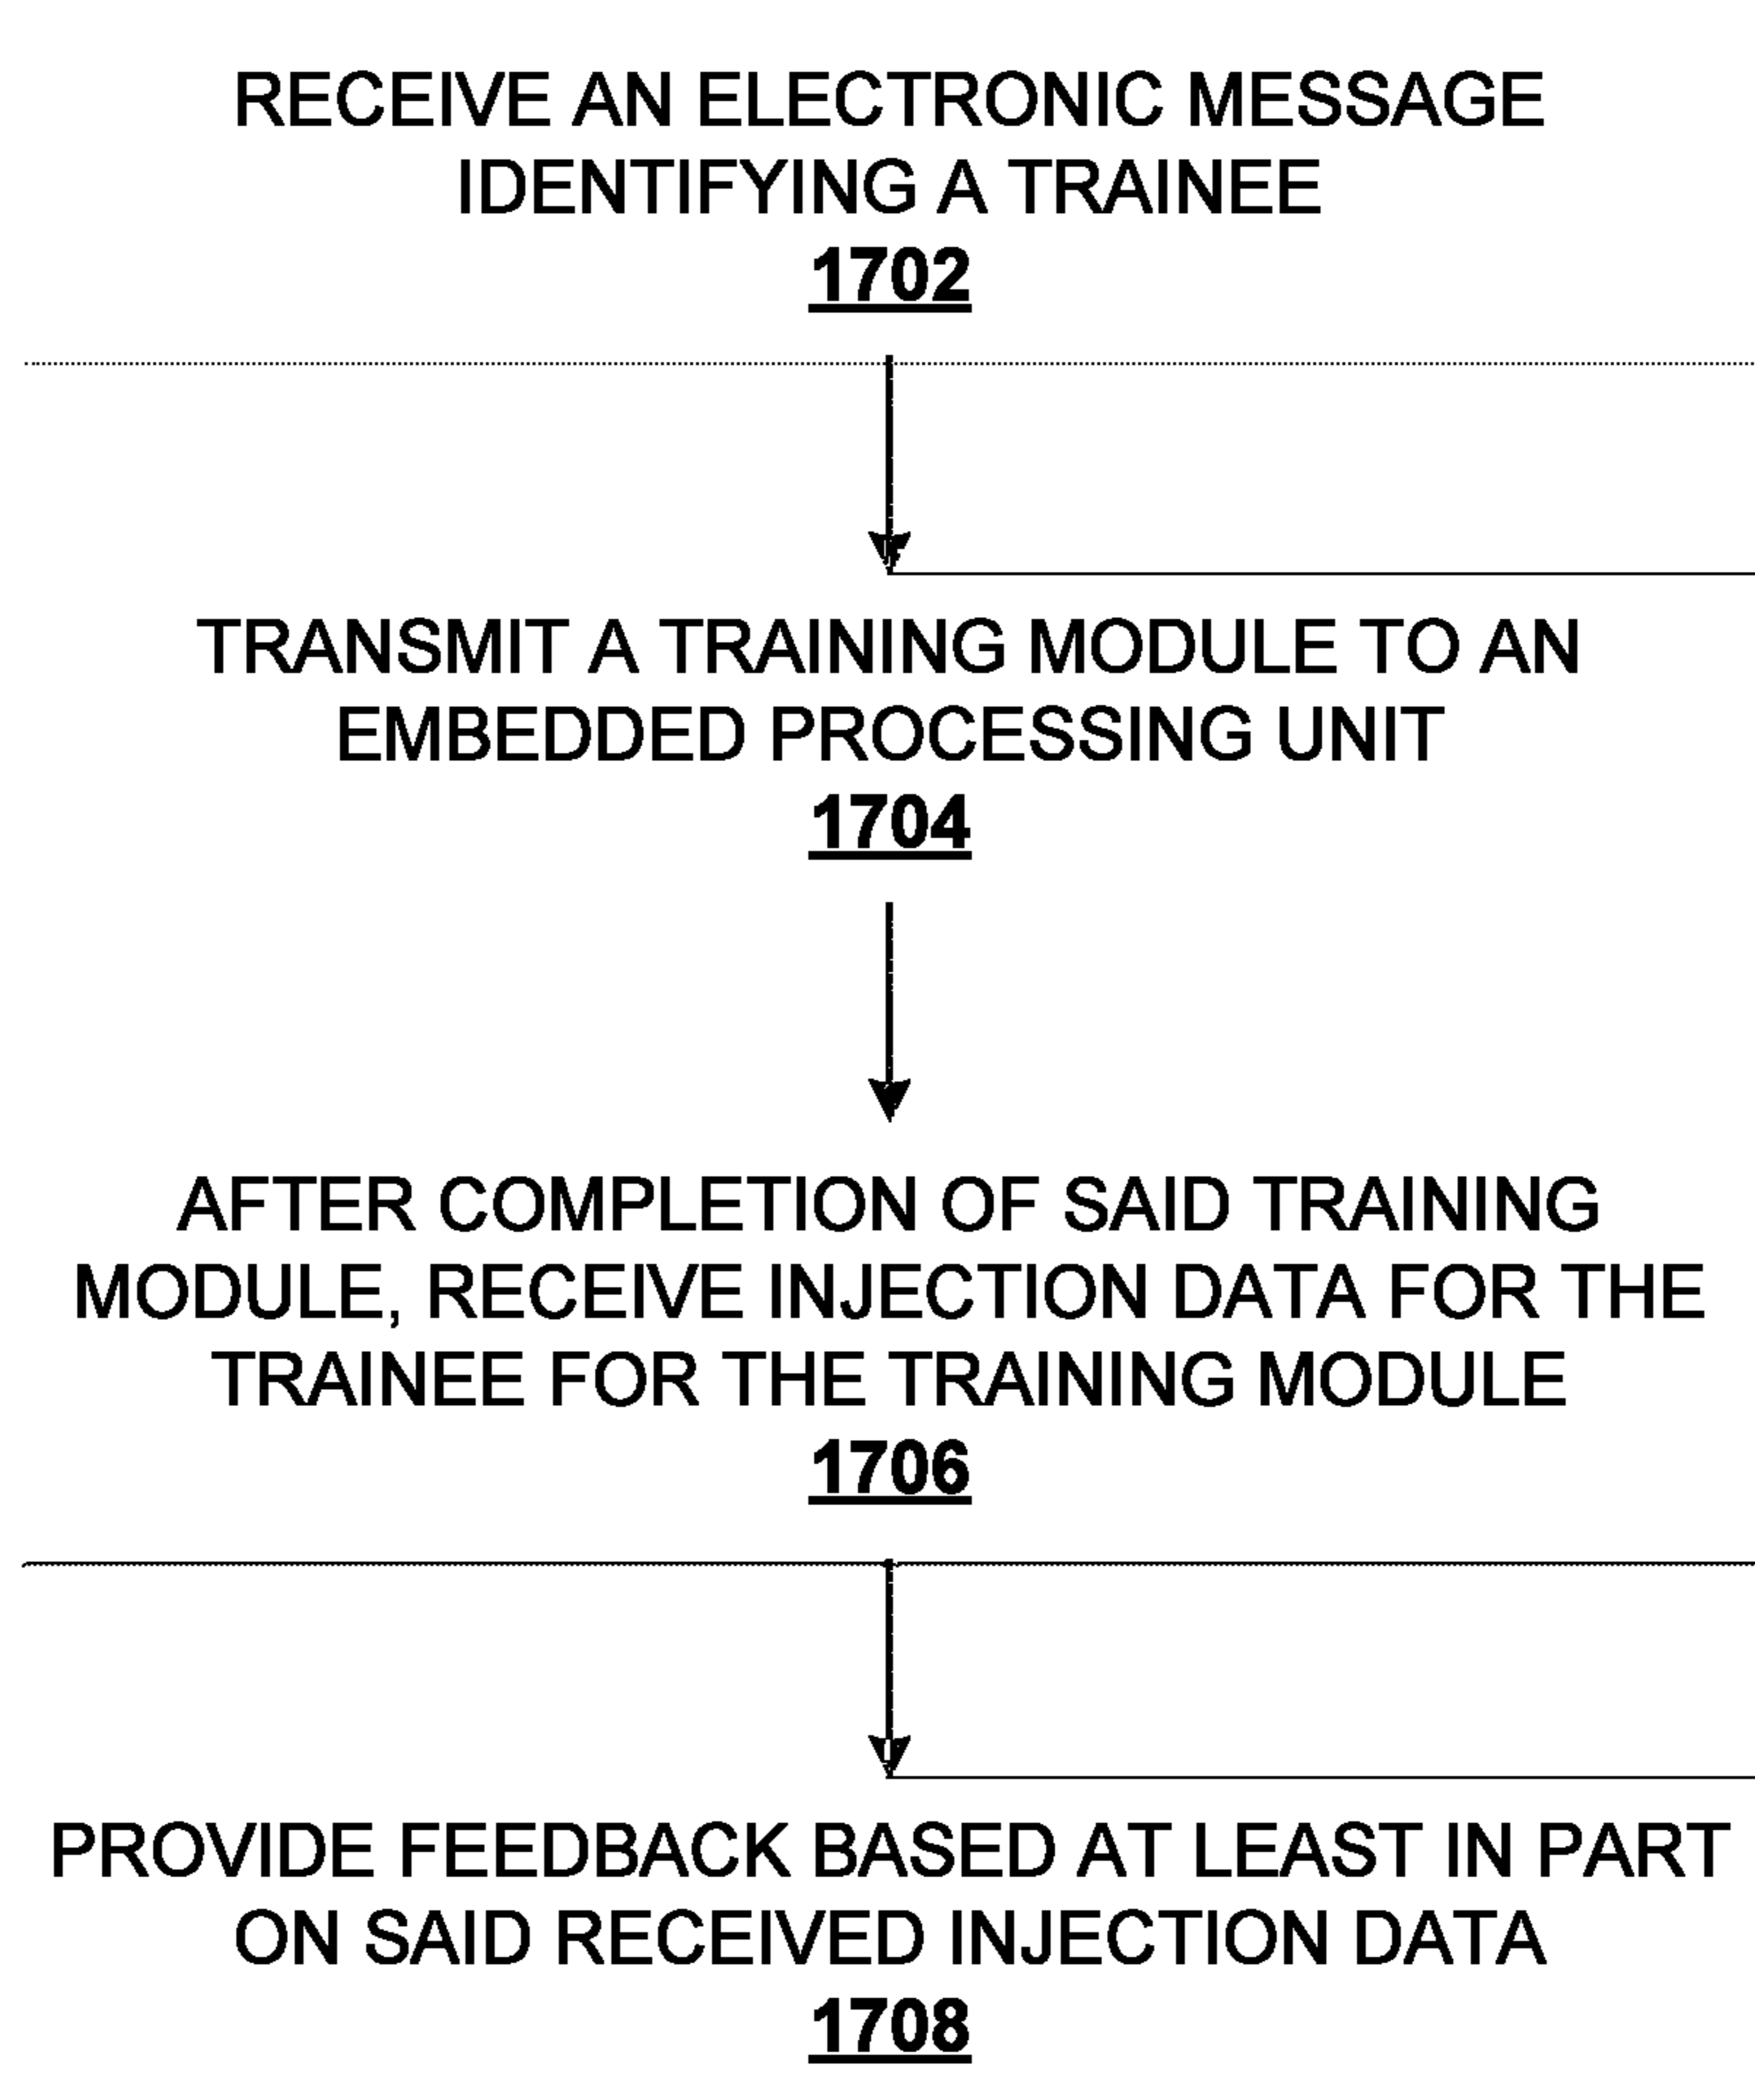 RECEIVE AN ELECTRONIC MESSAGE
IDENTIFYING A TRAINEE
1702
TRANSMIT A TRAINING MODULE TO AN
EMBEDDED PROCESSING UNIT
1704
AFTER COMPLETION OF SAID TRAINING
MODULE, RECEIVE INJECTION DATA FOR THE
TRAINEE FOR THE TRAINING MODULE
1706
PROVIDE FEEDBACK BASED AT LEAST IN PART
ON SAID RECEIVED INJECTION DATA
1708